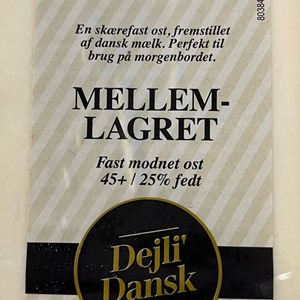 En skærefast ost, fremstillet
af dansk mælk. Perfekt til
brug på morgenbordet.
MELLEM-
LAGRET
Fast modnet ost
45+ / 25% fedt
Dejli'
Dansk
80384